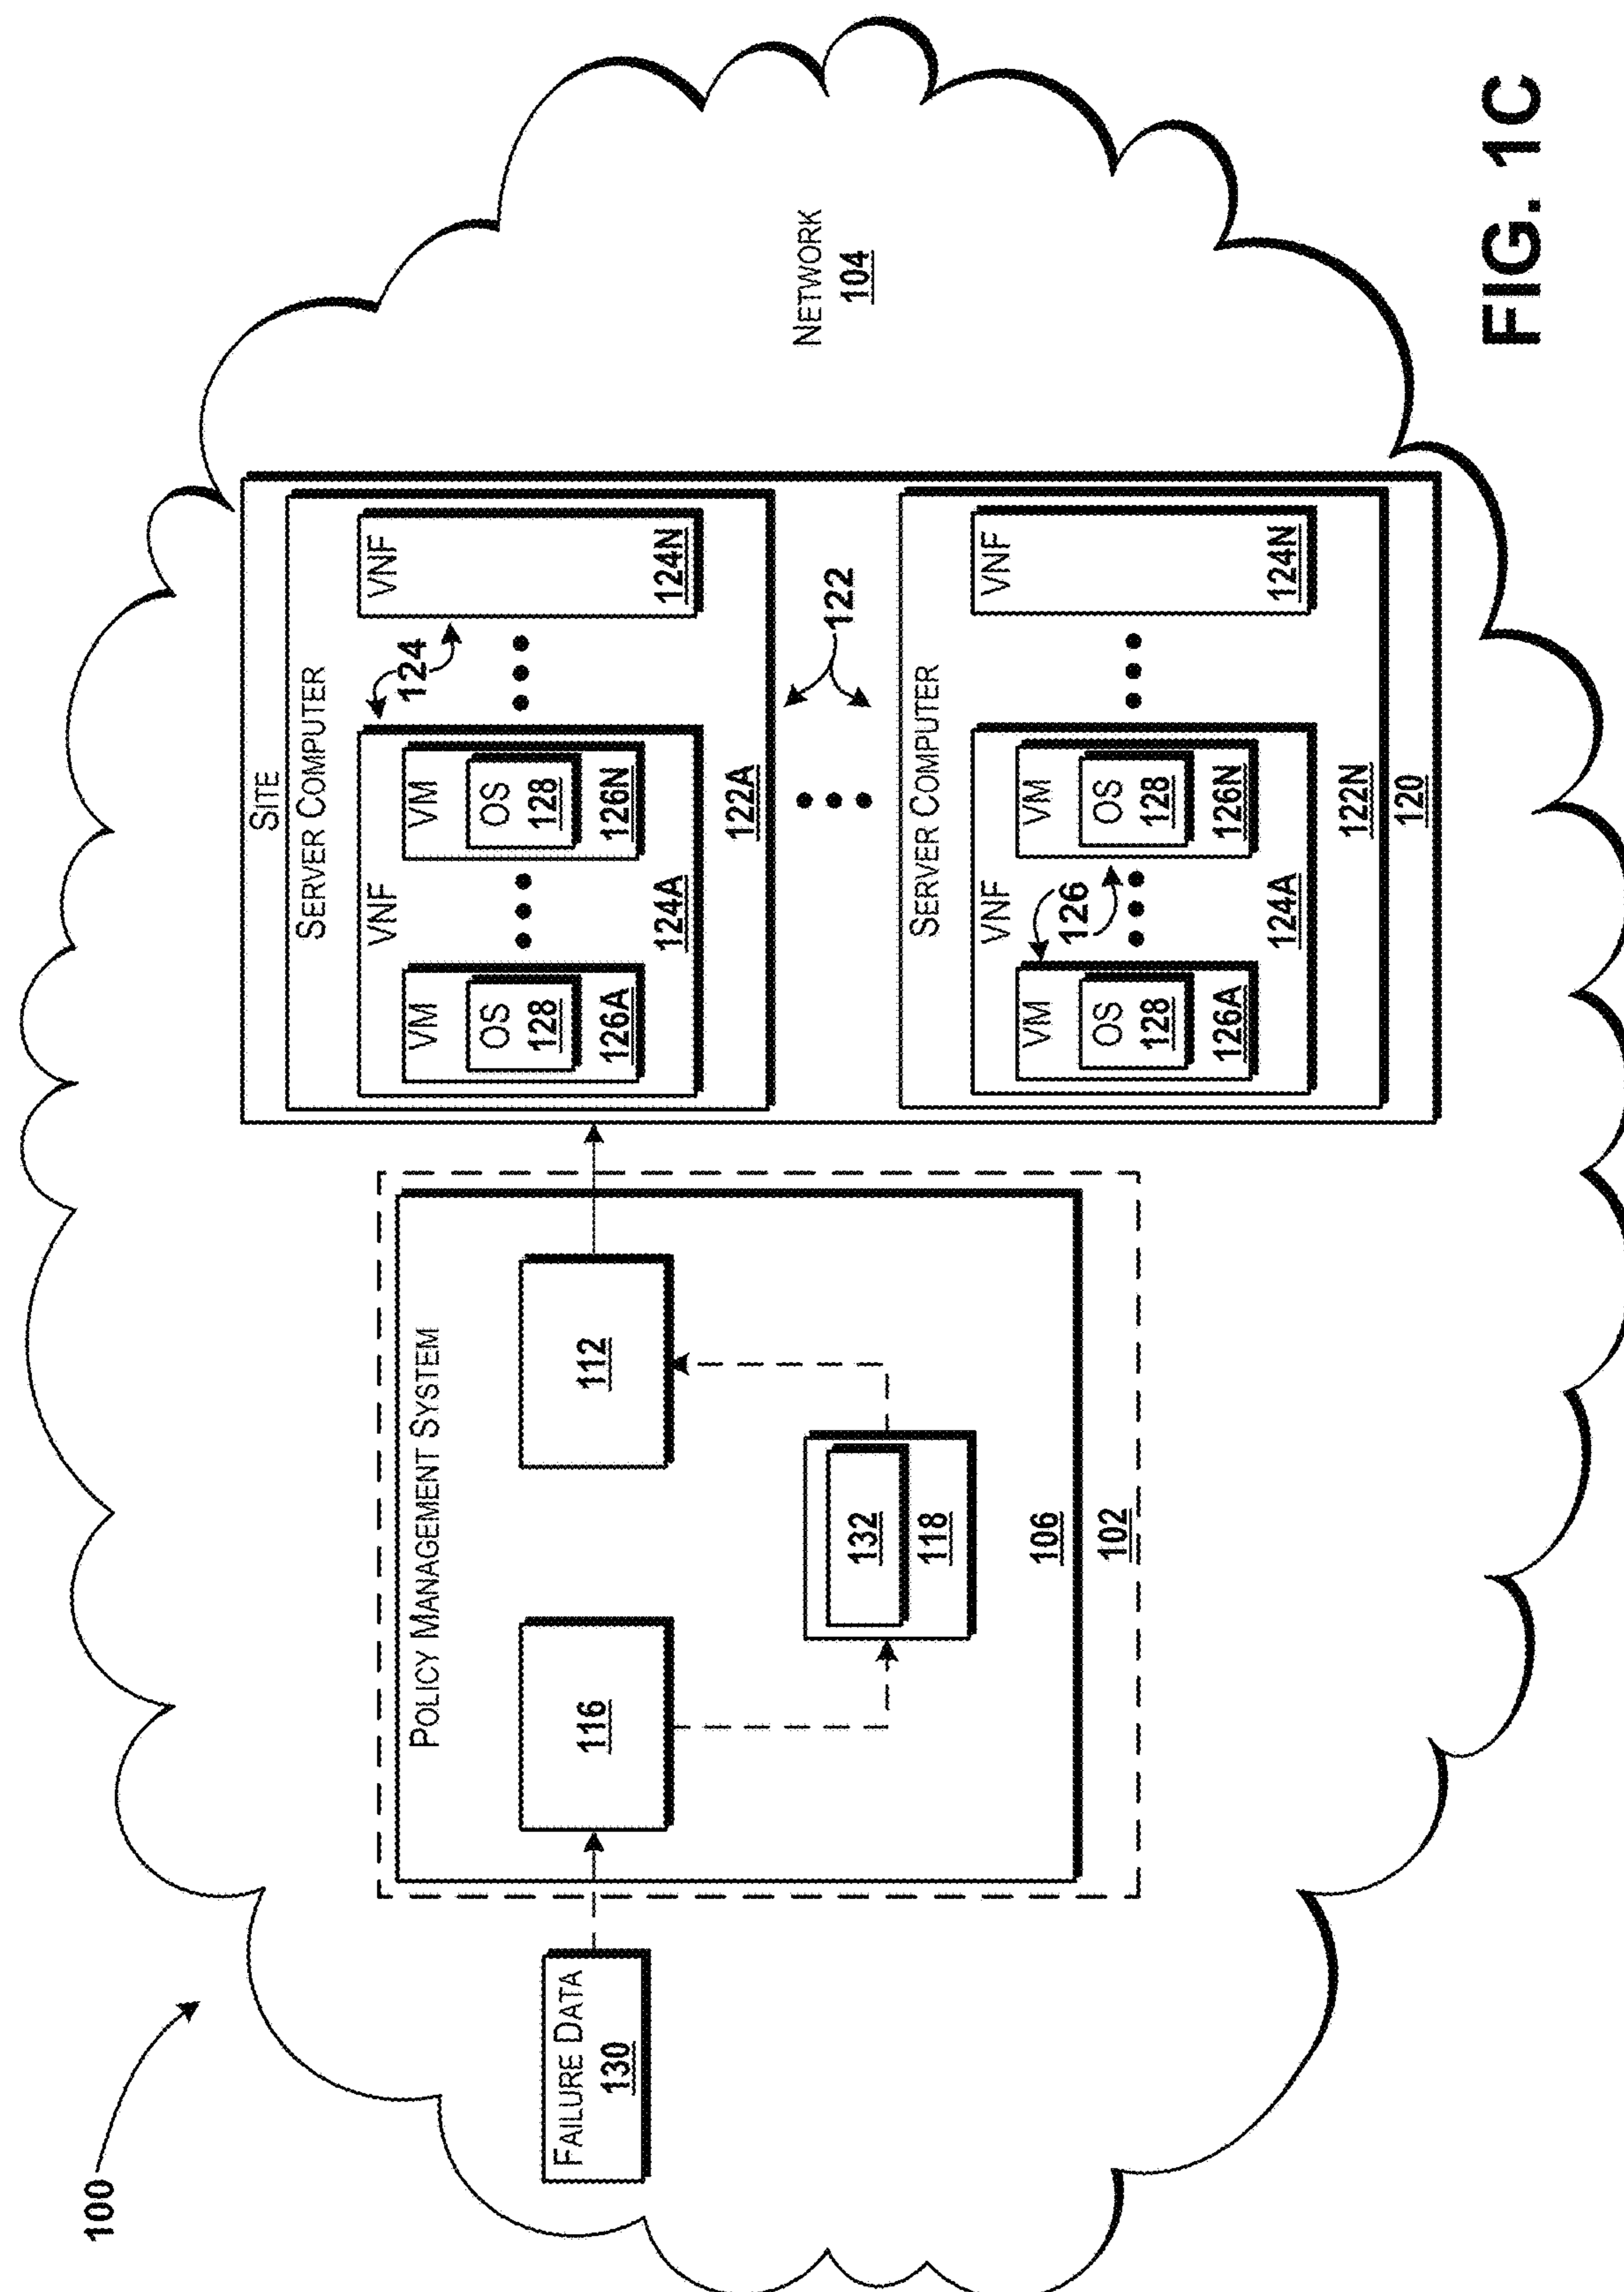 100
FAILURE DATA
130
POLICY MANAGEMENT SYSTEM
116
112
132
118
106
102
SITE
SERVER COMPUTER
VNF
VM
OS
128
126A
VM
OS
128
126N
124A
124
VNF
124N
122A
122
SERVER COMPUTER
VNF
VM
OS
128
126A
126
VM
OS
128
126N
124A
VNF
124N
122N
120
NETWORK
104
FIG. 1C